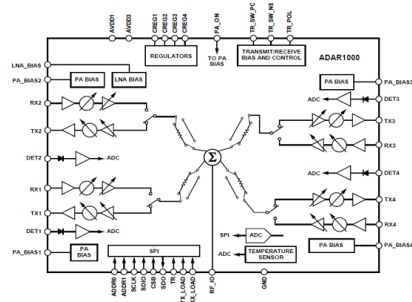 AVDD1
AVDD3
CREG1
CREG2
CREG3
CREG4
PA_ON
TR_SW_PC
TR_SW_NE
TR_POL
LNA_BIAS
REGULATORS
TO PA
BIAS
TRANSMIT/RECEIVE
BIAS AND CONTROL
ADAR1000
PA_BIAS2
PA BIAS
LNA BIAS
PA BIAS
PA_BIAS3
RX2
ADC
DET3
TX2
TX3
RX3
DET2
ADC
Σ
ADC
DET4
RX1
TX4
TX1
RX4
DET1
ADC
SPI
ADC
PA_BIAS1
PA
BIAS
SPI
ADC
TEMPERATURE
SENSOR
PA BIAS
PA_BIAS4
ADDR0
ADDR1
SCLK
SDIO
CSB
SDO
TR
TX_LOAD
RX_LOAD
RF_IO
GND